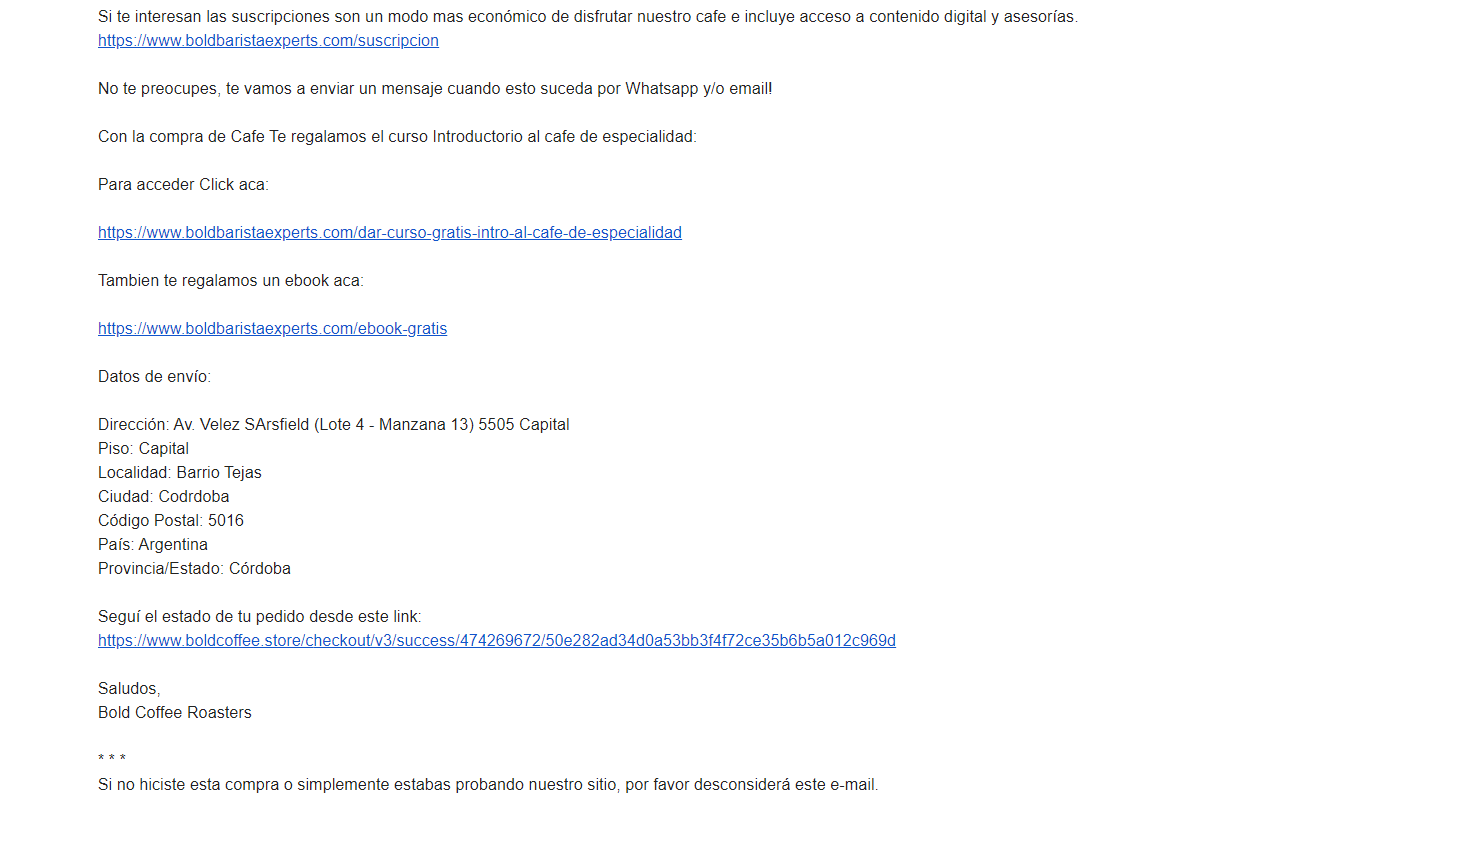 Si te interesan las suscripciones son un modo mas económico de disfrutar nuestro cafe e incluye acceso a contenido digital y asesorías.
https://www.boldbaristaexperts.com/suscripcion
No te preocupes, te vamos a enviar un mensaje cuando esto suceda por Whatsapp y/o email!
Con la compra de Cafe Te regalamos el curso Introductorio al cafe de especialidad:
Para acceder Click aca:
https://www.boldbaristaexperts.com/dar-curso-gratis-intro-al-cafe-de-especialidad
Tambien te regalamos un ebook aca:
https://www.boldbaristaexperts.com/ebook-gratis
Datos de envío:
Dirección: Av. Velez SArsfield (Lote 4 - Manzana 13) 5505 Capital
Piso: Capital
Localidad: Barrio Tejas
Ciudad: Codrdoba
Código Postal: 5016
País: Argentina
Provincia/Estado: Córdoba
Seguí el estado de tu pedido desde este link:
https://www.boldcoffee.store/checkout/v3/success/474269672/50e282ad34d0a53bb3f4f72ce35b6b5a012c969d
Saludos,
Bold Coffee Roasters
* * *
Si no hiciste esta compra o simplemente estabas probando nuestro sitio, por favor desconsiderá este e-mail.